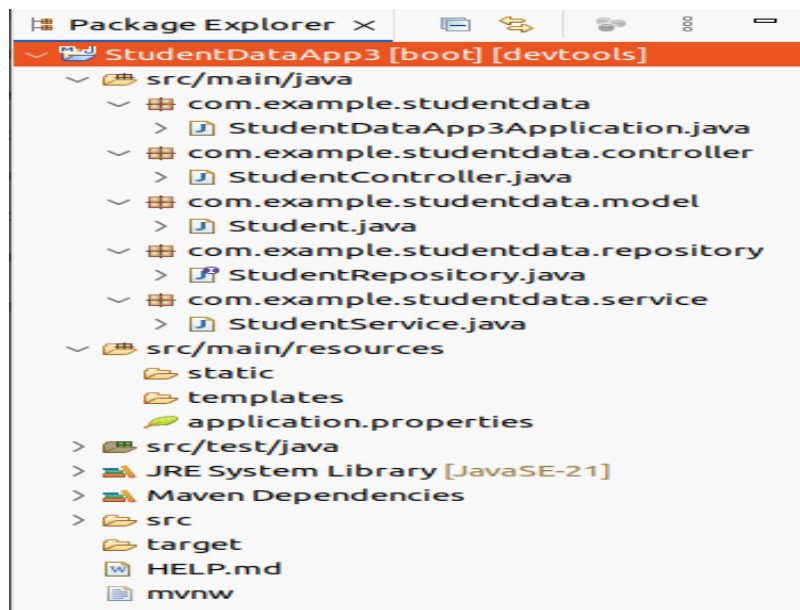 Package Explorer
StudentDataApp3 [boot] [devtools]
src/main/java
com.example.studentdata
StudentDataApp3Application.java
com.example.studentdata.controller
StudentController.java
com.example.studentdata.model
Student.java
com.example.studentdata.repository
StudentRepository.java
com.example.studentdata.service
StudentService.java
src/main/resources
static
templates
application.properties
src/test/java
JRE System Library [JavaSE-21]
Maven Dependencies
src
target
HELP.md
mvnw